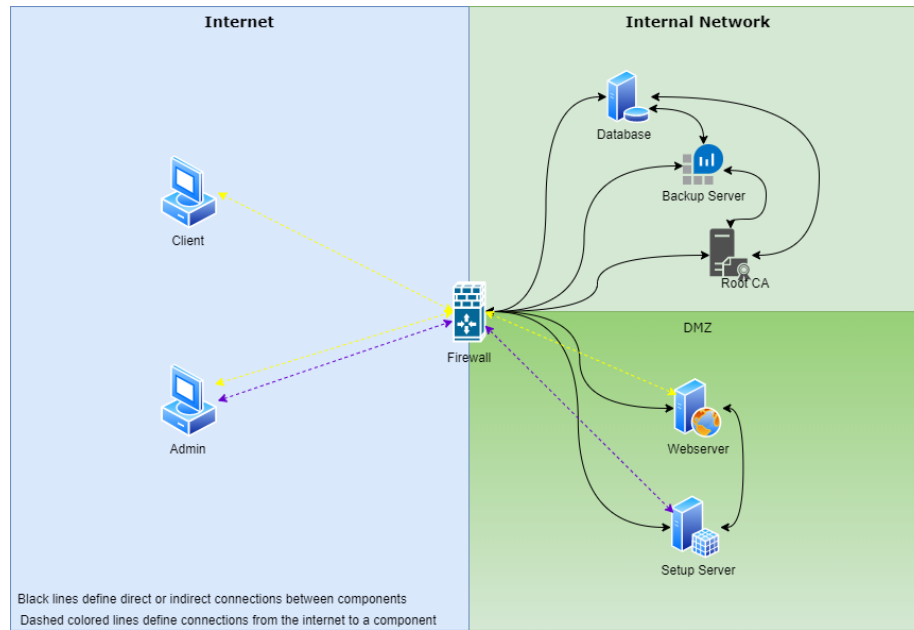 Internet
Internal Network
Database
Client
Backup Server
Root CA
Firewall
DMZ
Admin
Webserver
Setup Server
Black lines define direct or indirect connections between components
Dashed colored lines define connections from the internet to a component